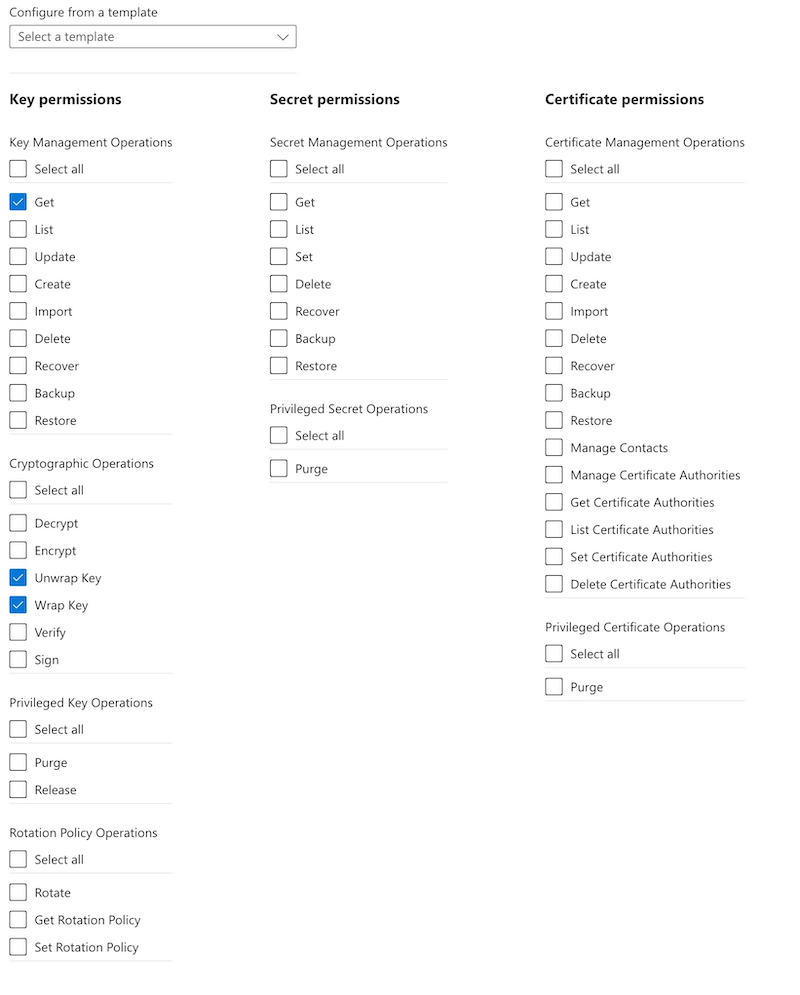 Configure from a template
Select a template
Key permissions
Key Management Operations
Select all
Get
List
Update
Create
Import
Delete
Recover
Backup
Restore
Cryptographic Operations
Select all
Decrypt
Encrypt
Unwrap Key
Wrap Key
Verify
Sign
Privileged Key Operations
Select all
Purge
Release
Rotation Policy Operations
Select all
Rotate
Get Rotation Policy
Set Rotation Policy
Secret permissions
Secret Management Operations
Select all
Get
List
Set
Delete
Recover
Backup
Restore
Privileged Secret Operations
Select all
Purge
Certificate permissions
Certificate Management Operations
Select all
Get
List
Update
Create
Import
Delete
Recover
Backup
Restore
Manage Contacts
Manage Certificate Authorities
Get Certificate Authorities
List Certificate Authorities
Set Certificate Authorities
Delete Certificate Authorities
Privileged Certificate Operations
Select all
Purge